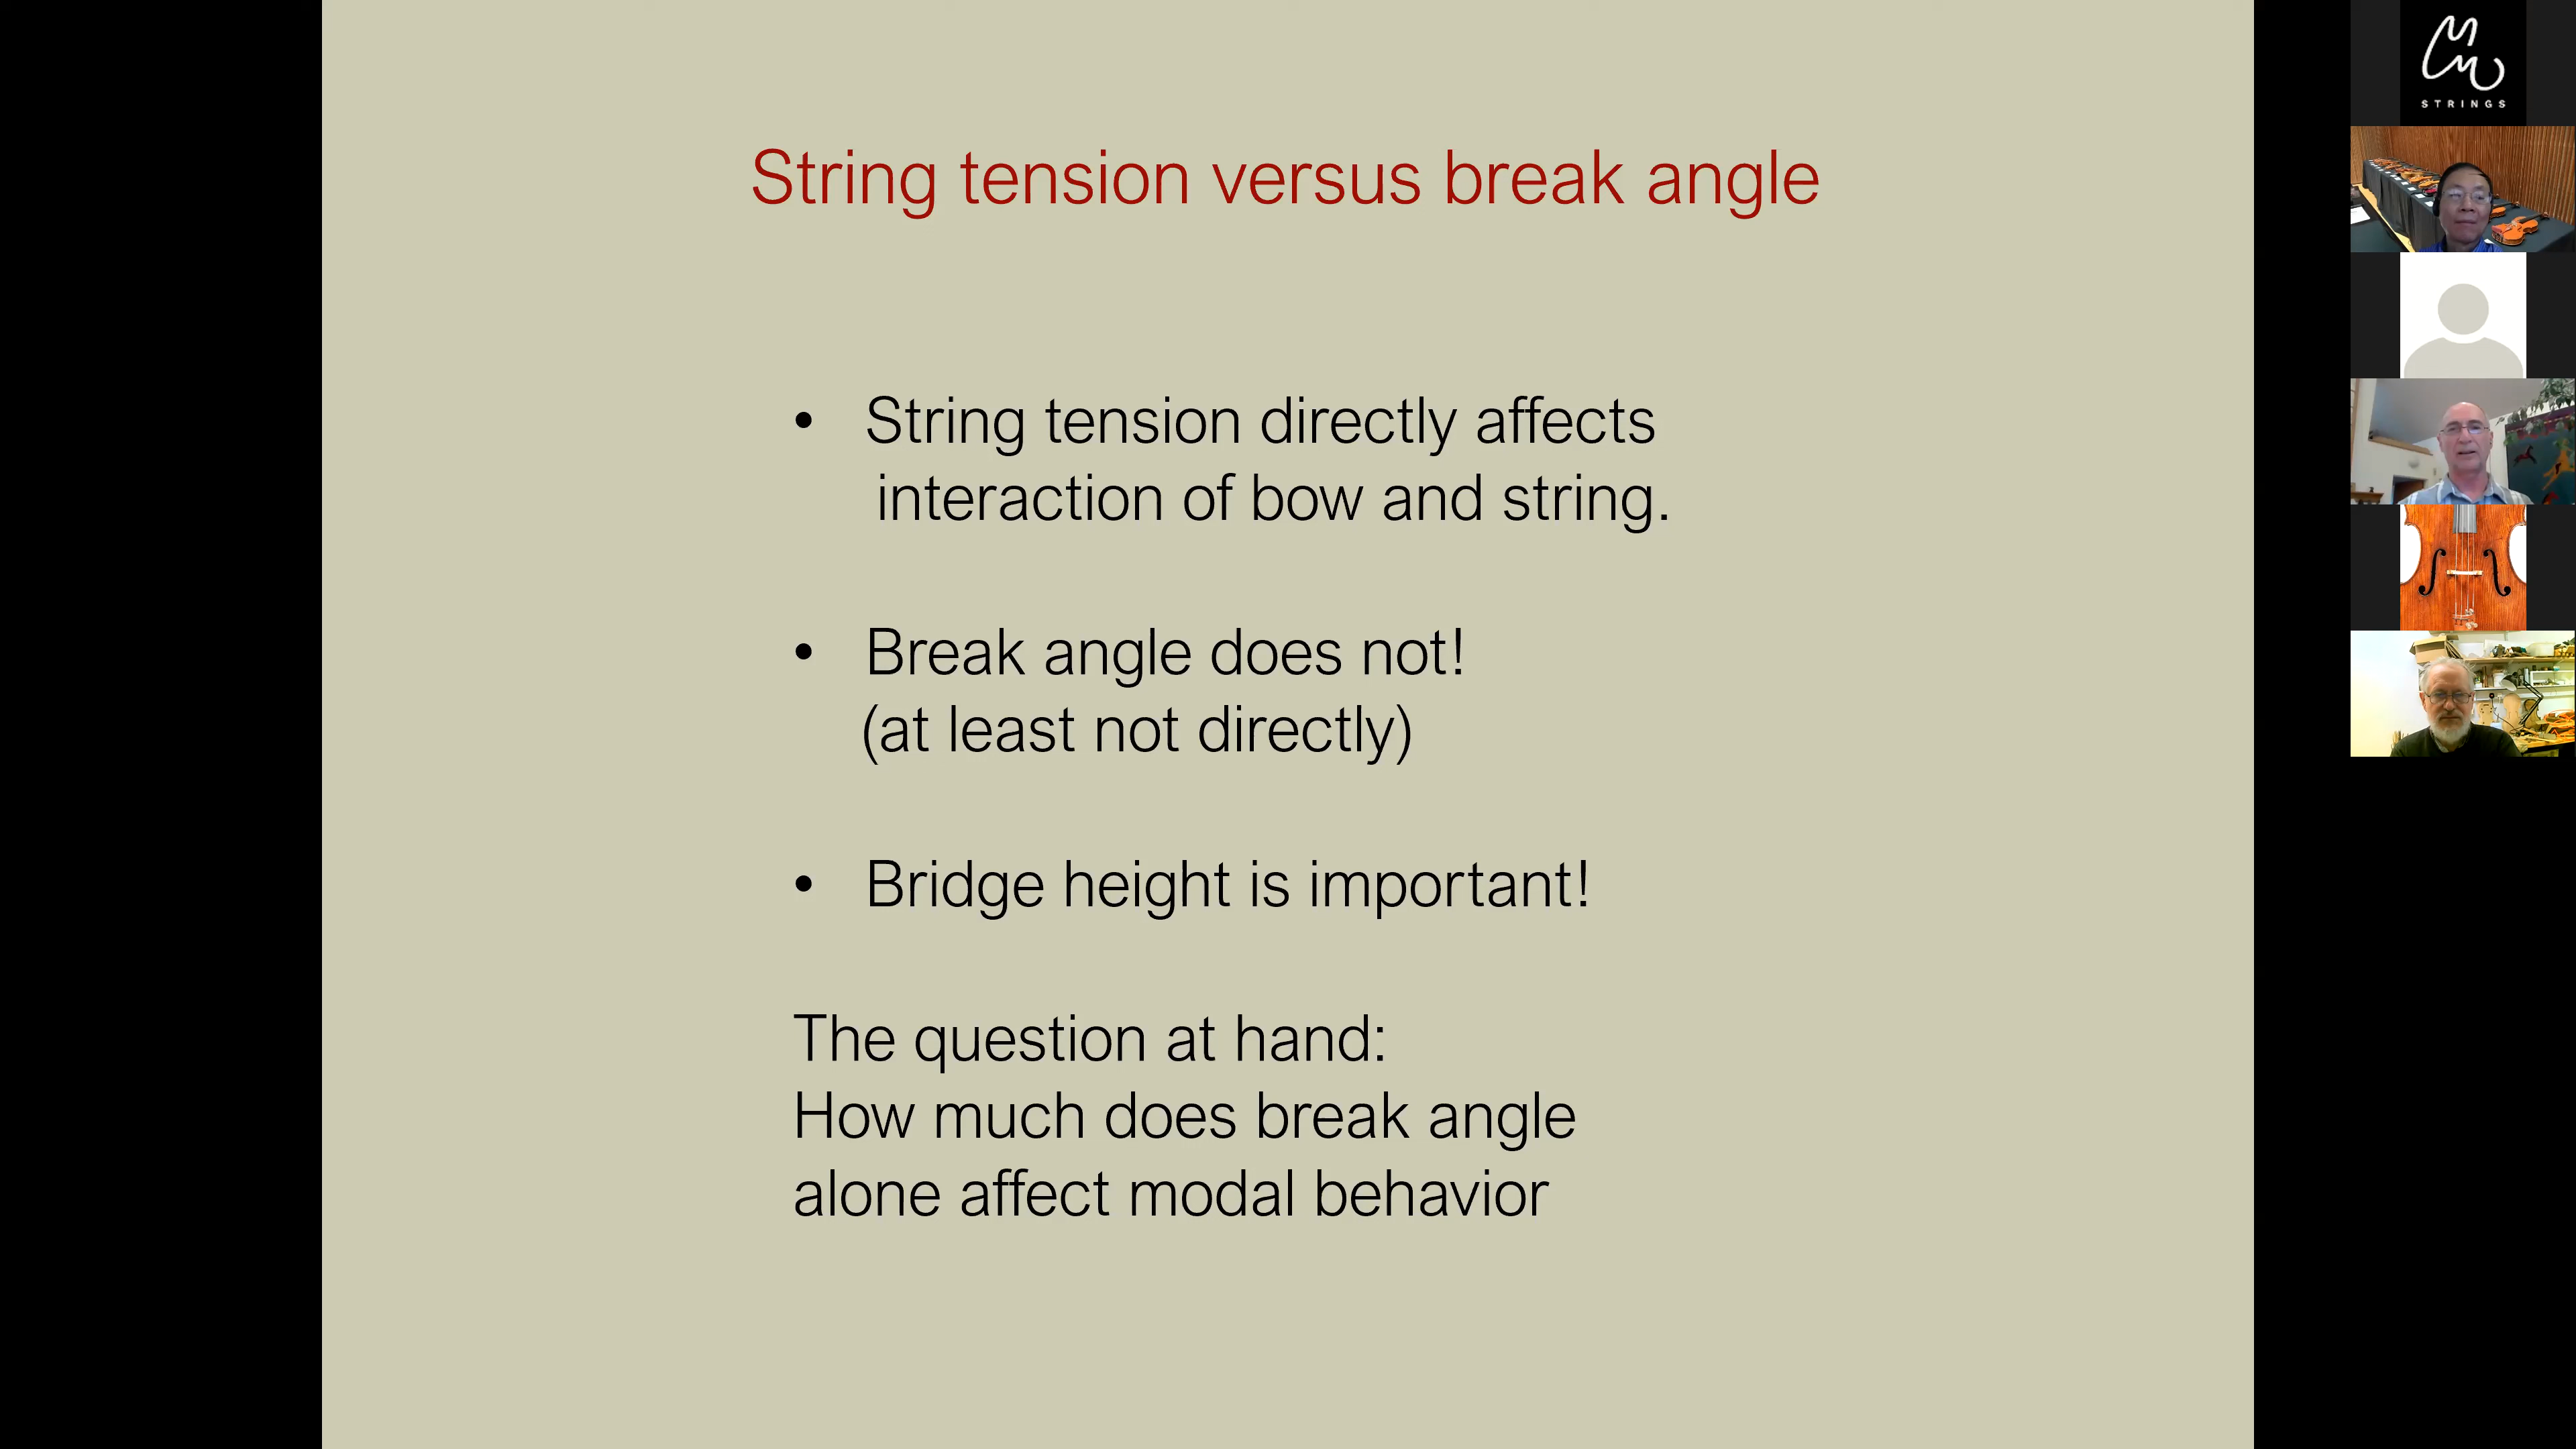 String tension versus break angle
• String tension directly affects
interaction of bow and string.
• Break angle does not!
(at least not directly)
• Bridge height is important!
The question at hand:
How much does break angle
alone affect modal behavior
STRINGS